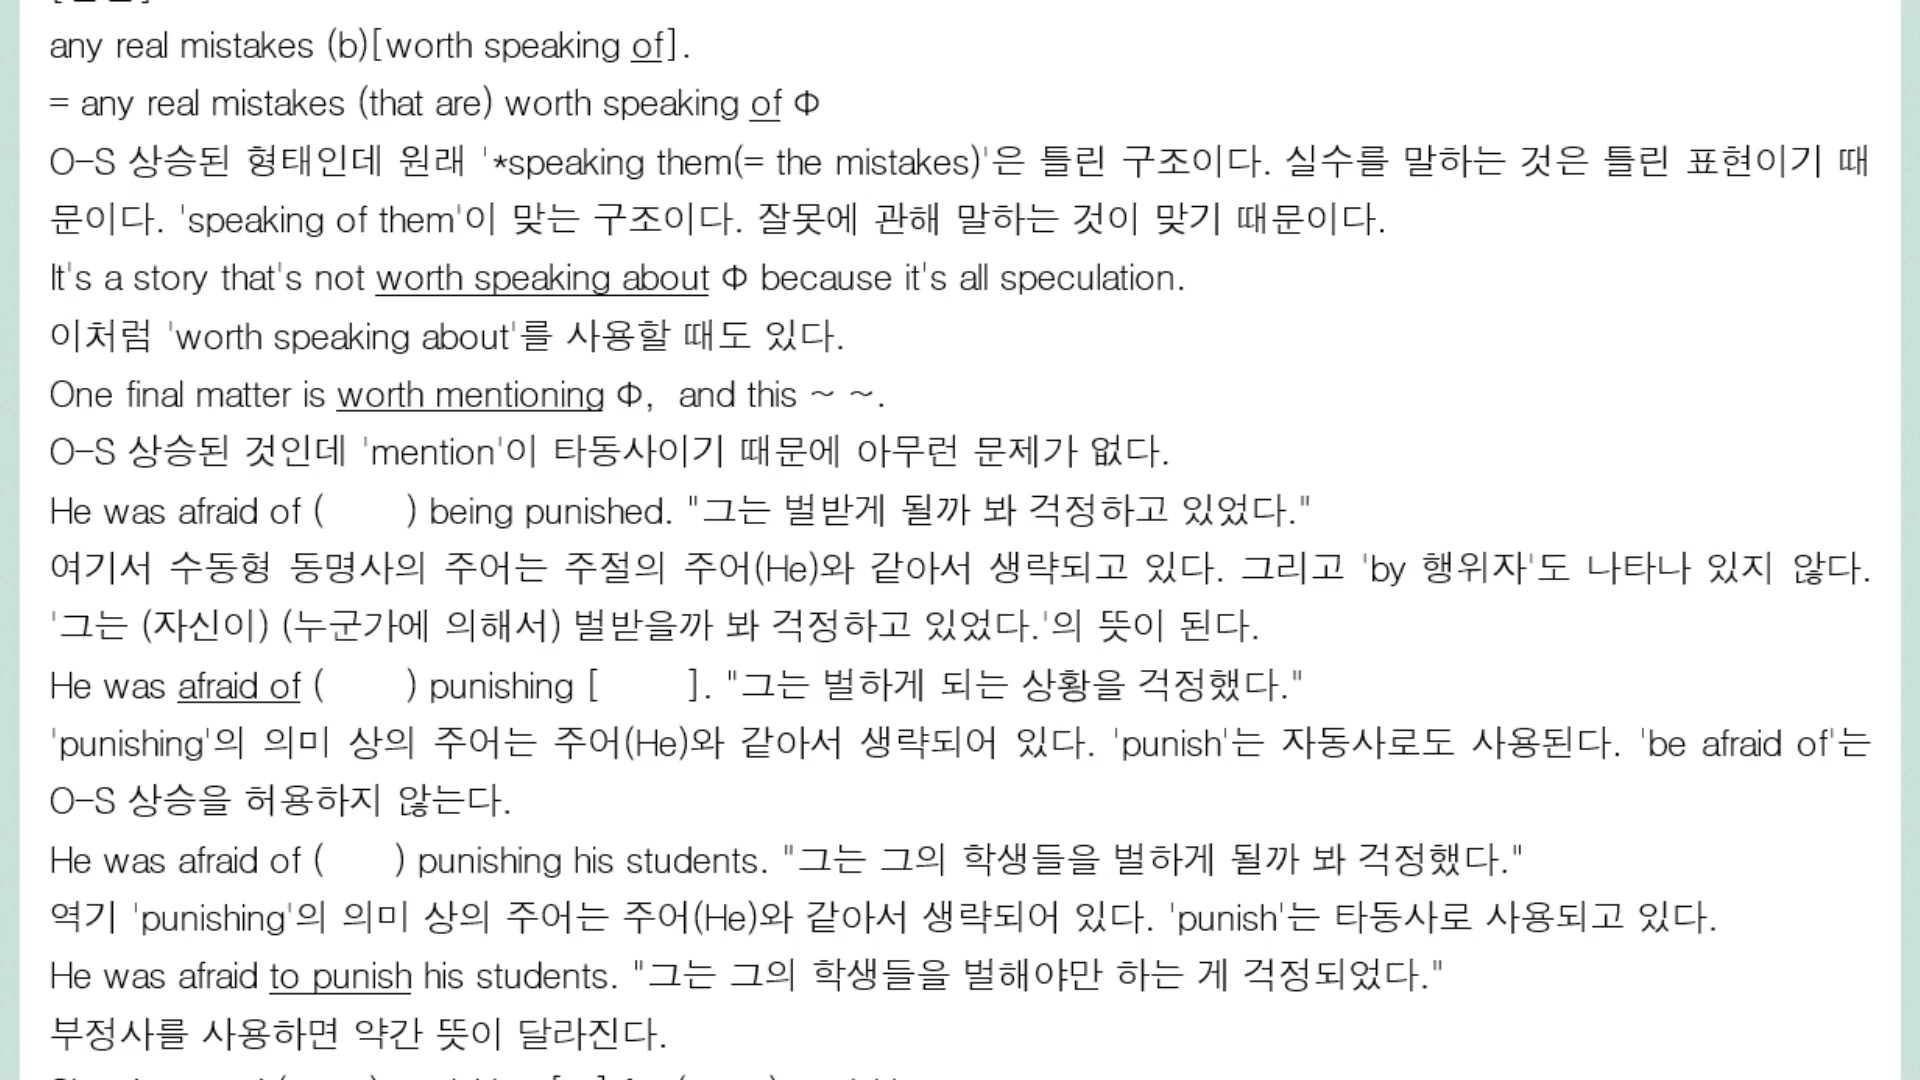 any real mistakes (b)[worth speaking of].
= any real mistakes (that are) worth speaking of Φ
O-S 상승된 형태인데 원래 '*speaking them(= the mistakes)'은 틀린 구조이다. 실수를 말하는 것은 틀린 표현이기 때
문이다. 'speaking of them'이 맞는 구조이다. 잘못에 관해 말하는 것이 맞기 때문이다.
It's a story that's not worth speaking about Φ because it's all speculation.
이처럼 'worth speaking about'를 사용할 때도 있다.
One final matter is worth mentioning Φ, and this ~ ~.
O-S 상승된 것인데 'mention'이 타동사이기 때문에 아무런 문제가 없다.
He was afraid of ( ) being punished. "그는 벌받게 될까 봐 걱정하고 있었다."
여기서 수동형 동명사의 주어는 주절의 주어(He)와 같아서 생략되고 있다. 그리고 'by 행위자'도 나타나 있지 않다.
'그는 (자신이) (누군가에 의해서) 벌받을까 봐 걱정하고 있었다.'의 뜻이 된다.
He was afraid of ( ) punishing [ ]. "그는 벌하게 되는 상황을 걱정했다."
'punishing'의 의미 상의 주어는 주어(He)와 같아서 생략되어 있다. 'punish'는 자동사로도 사용된다. 'be afraid of'는
O-S 상승을 허용하지 않는다.
He was afraid of ( ) punishing his students. "그는 그의 학생들을 벌하게 될까 봐 걱정했다."
역기 'punishing'의 의미 상의 주어는 주어(He)와 같아서 생략되어 있다. 'punish'는 타동사로 사용되고 있다.
He was afraid to punish his students. "그는 그의 학생들을 벌해야만 하는 게 걱정되었다."
부정사를 사용하면 약간 뜻이 달라진다.